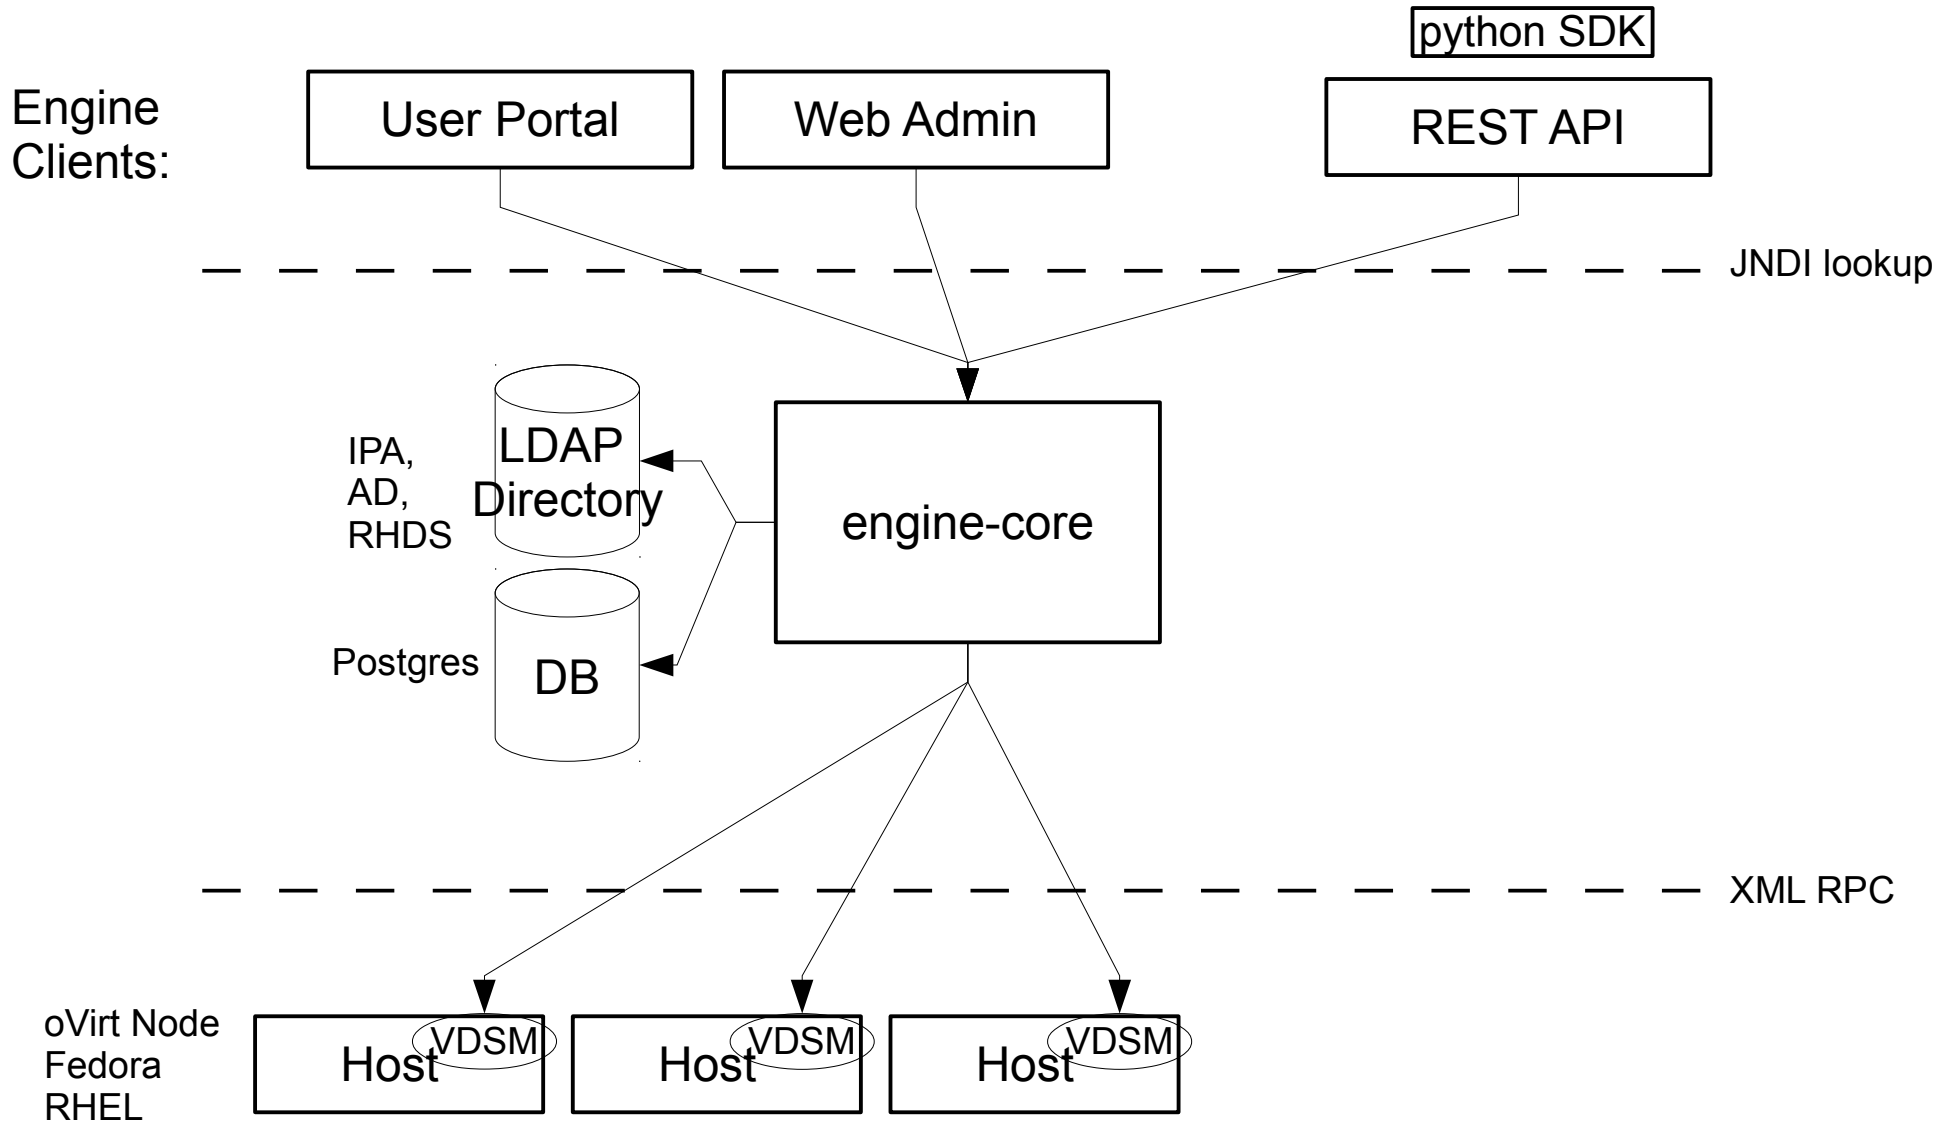 python SDK
Engine
Clients:
User Portal
Web Admin
REST API
JNDI lookup
IPA,
AD,
RHDS
LDAP
Directory
engine-core
Postgres
DB
XML RPC
oVirt Node
Fedora
RHEL
Host
VDSM
Host
VDSM
Host
VDSM